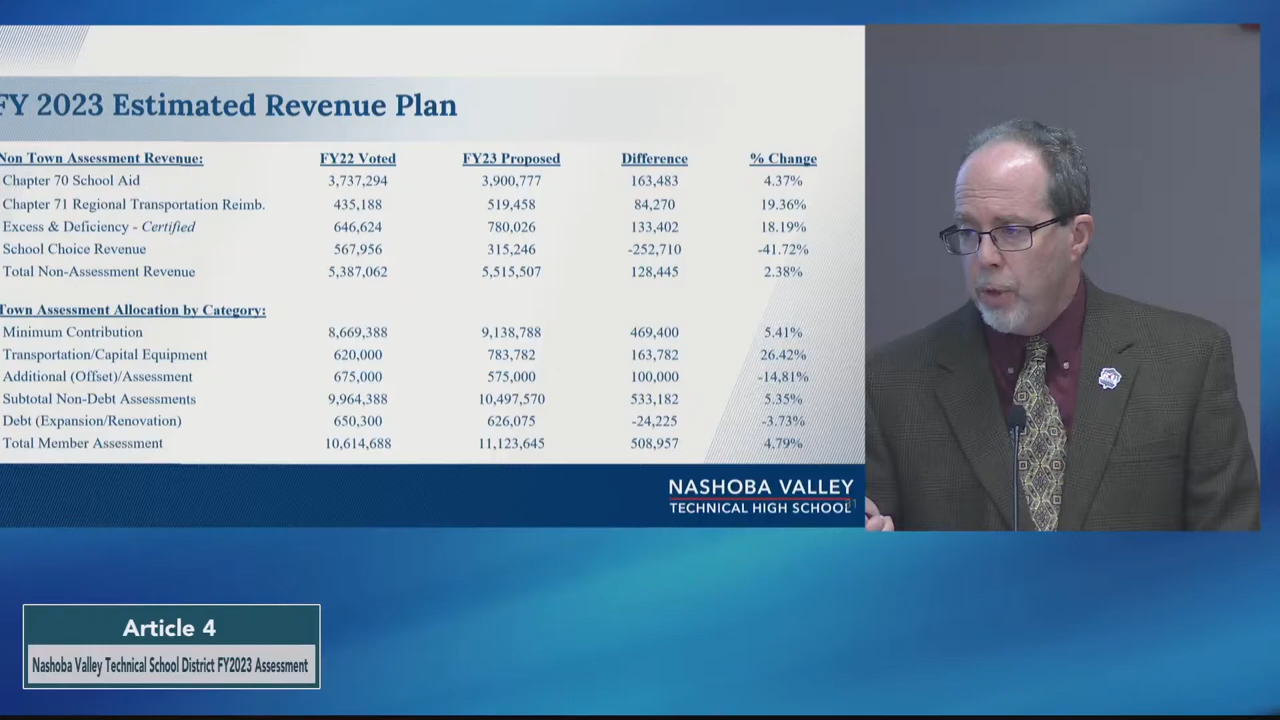 FY 2023 Estimated Revenue Plan
Non Town Assessment Revenue: FY22 Voted FY23 Proposed Difference % Change
Chapter 70 School Aid 3,737,294 3,900,777 163,483 4.37%
Chapter 71 Regional Transportation Reimb. 435,188 519,458 84,270 19.36%
Excess & Deficiency - Certified 646,624 780,026 133,402 18.19%
School Choice Revenue 567,956 315,246 -252,710 -41.72%
Total Non-Assessment Revenue 5,387,062 5,515,507 128,445 2.38%
Town Assessment Allocation by Category:
Minimum Contribution 8,669,388 9,138,788 469,400 5.41%
Transportation/Capital Equipment 620,000 783,782 163,782 26.42%
Additional (Offset)/Assessment 675,000 575,000 100,000 -14,81%
Subtotal Non-Debt Assessments 9,964,388 10,497,570 533,182 5.35%
Debt (Expansion/Renovation) 650,300 626,075 -24,225 -3.73%
Total Member Assessment 10,614,688 11,123,645 508,957 4.79%
NASHOBA VALLEY
TECHNICAL HIGH SCHOOL
Article 4
Nashoba Valley Technical School District FY2023 Assessment